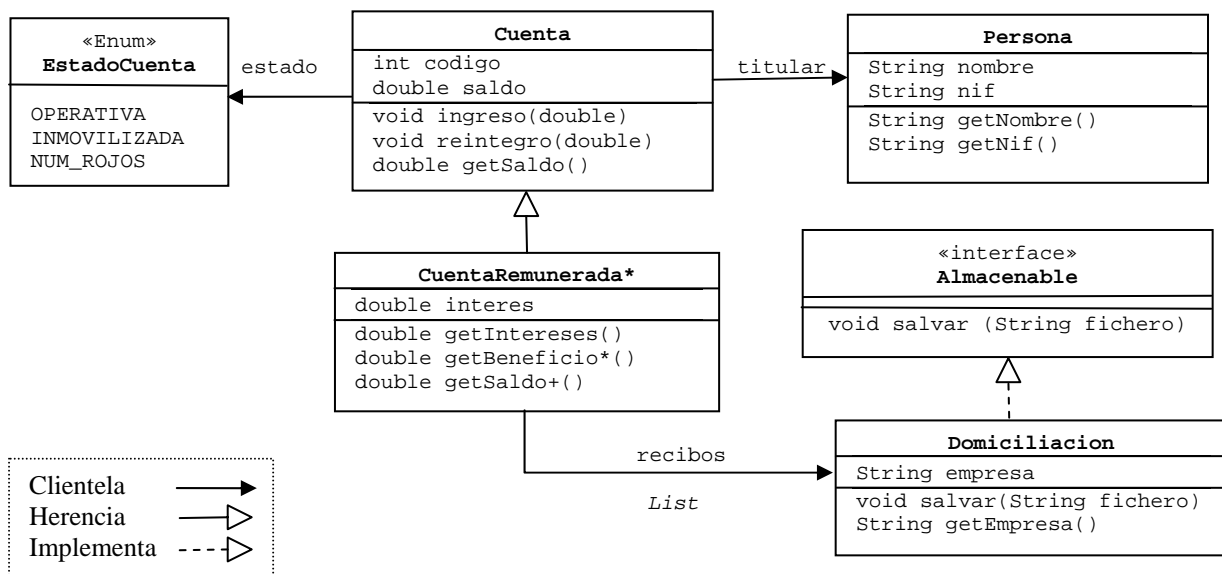 «Enum»
EstadoCuenta
OPERATIVA
INMOVILIZADA
NUM_ROJOS
estado
Cuenta
int codigo
double saldo
void ingreso(double)
void reintegro(double)
double getSaldo()
titular
Persona
String nombre
String nif
String getNombre()
String getNif()
CuentaRemunerada*
double interes
double getIntereses()
double getBeneficio*()
double getSaldo+()
«interface»
Almacenable
void salvar (String fichero)
recibos
List
Domiciliacion
String empresa
void salvar(String fichero)
String getEmpresa()
Clientela
Herencia
Implementa